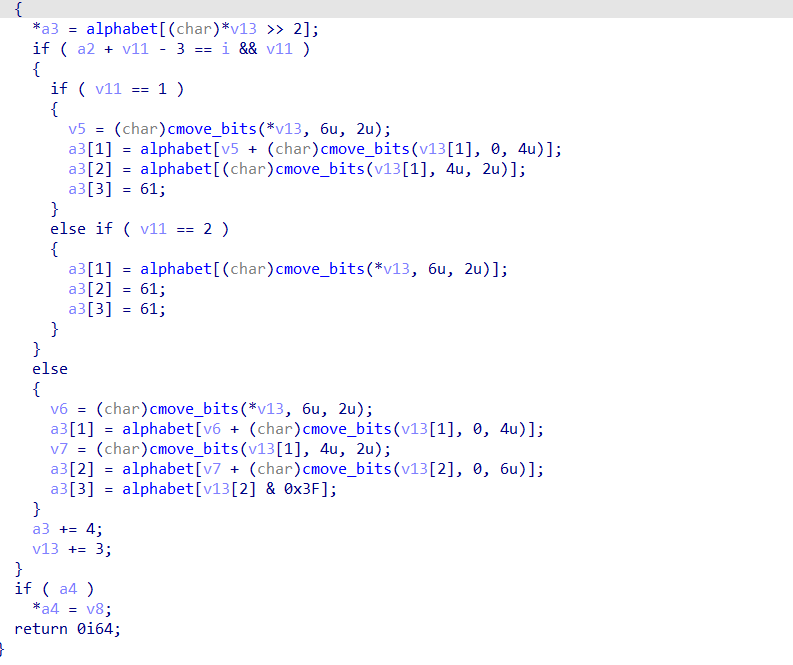 {
*a3 = alphabet[(char)*v13 >> 2];
if ( a2 + v11 - 3 == i && v11 )
{
if ( v11 == 1 )
{
v5 = (char)cmove_bits(*v13, 6u, 2u);
a3[1] = alphabet[v5 + (char)cmove_bits(v13[1], 0, 4u)];
a3[2] = alphabet[(char)cmove_bits(v13[1], 4u, 2u)];
a3[3] = 61;
}
else if ( v11 == 2 )
{
a3[1] = alphabet[(char)cmove_bits(*v13, 6u, 2u)];
a3[2] = 61;
a3[3] = 61;
}
}
else
{
v6 = (char)cmove_bits(*v13, 6u, 2u);
a3[1] = alphabet[v6 + (char)cmove_bits(v13[1], 0, 4u)];
v7 = (char)cmove_bits(v13[1], 4u, 2u);
a3[2] = alphabet[v7 + (char)cmove_bits(v13[2], 0, 6u)];
a3[3] = alphabet[v13[2] & 0x3F];
}
a3 += 4;
v13 += 3;
}
if ( a4 )
*a4 = v8;
return 0i64;
}